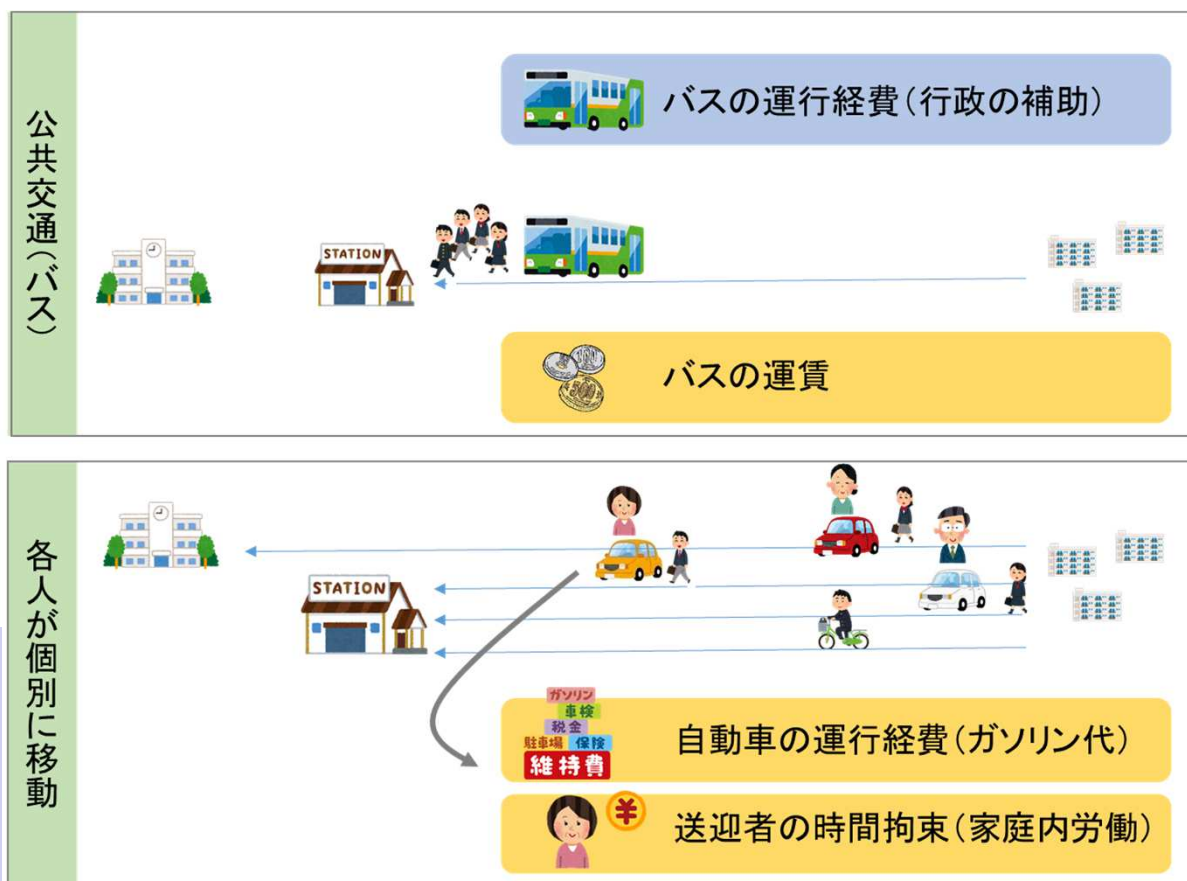 公共交通(バス)
バスの運行経費(行政の補助)
STATION
バスの運賃
各人が個別に移動
STATION
ガソリン
車検
税金
駐車場 保険
維持費
自動車の運行経費(ガソリン代)
¥
送迎者の時間拘束(家庭内労働)